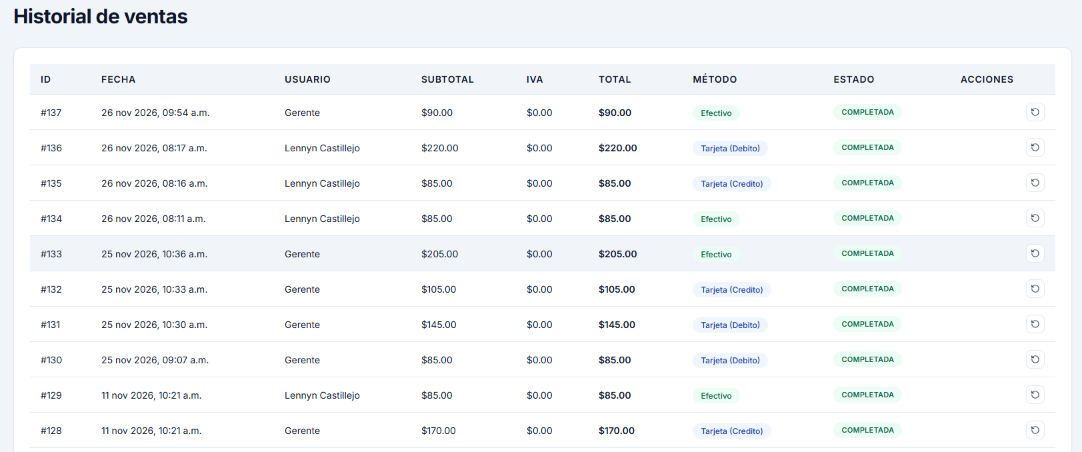 Historial de ventas
ID FECHA USUARIO SUBTOTAL IVA TOTAL MÉTODO ESTADO ACCIONES
#137 26 nov 2026, 09:54 a.m. Gerente $90.00 $0.00 $90.00 Efectivo COMPLETADA
#136 26 nov 2026, 08:17 a.m. Lennyn Castillejo $220.00 $0.00 $220.00 Tarjeta (Debito) COMPLETADA
#135 26 nov 2026, 08:16 a.m. Lennyn Castillejo $85.00 $0.00 $85.00 Tarjeta (Credito) COMPLETADA
#134 26 nov 2026, 08:11 a.m. Lennyn Castillejo $85.00 $0.00 $85.00 Efectivo COMPLETADA
#133 25 nov 2026, 10:36 a.m. Gerente $205.00 $0.00 $205.00 Efectivo COMPLETADA
#132 25 nov 2026, 10:33 a.m. Gerente $105.00 $0.00 $105.00 Tarjeta (Credito) COMPLETADA
#131 25 nov 2026, 10:30 a.m. Gerente $145.00 $0.00 $145.00 Tarjeta (Debito) COMPLETADA
#130 25 nov 2026, 09:07 a.m. Gerente $85.00 $0.00 $85.00 Tarjeta (Debito) COMPLETADA
#129 11 nov 2026, 10:21 a.m. Lennyn Castillejo $85.00 $0.00 $85.00 Efectivo COMPLETADA
#128 11 nov 2026, 10:21 a.m. Gerente $170.00 $0.00 $170.00 Tarjeta (Credito) COMPLETADA